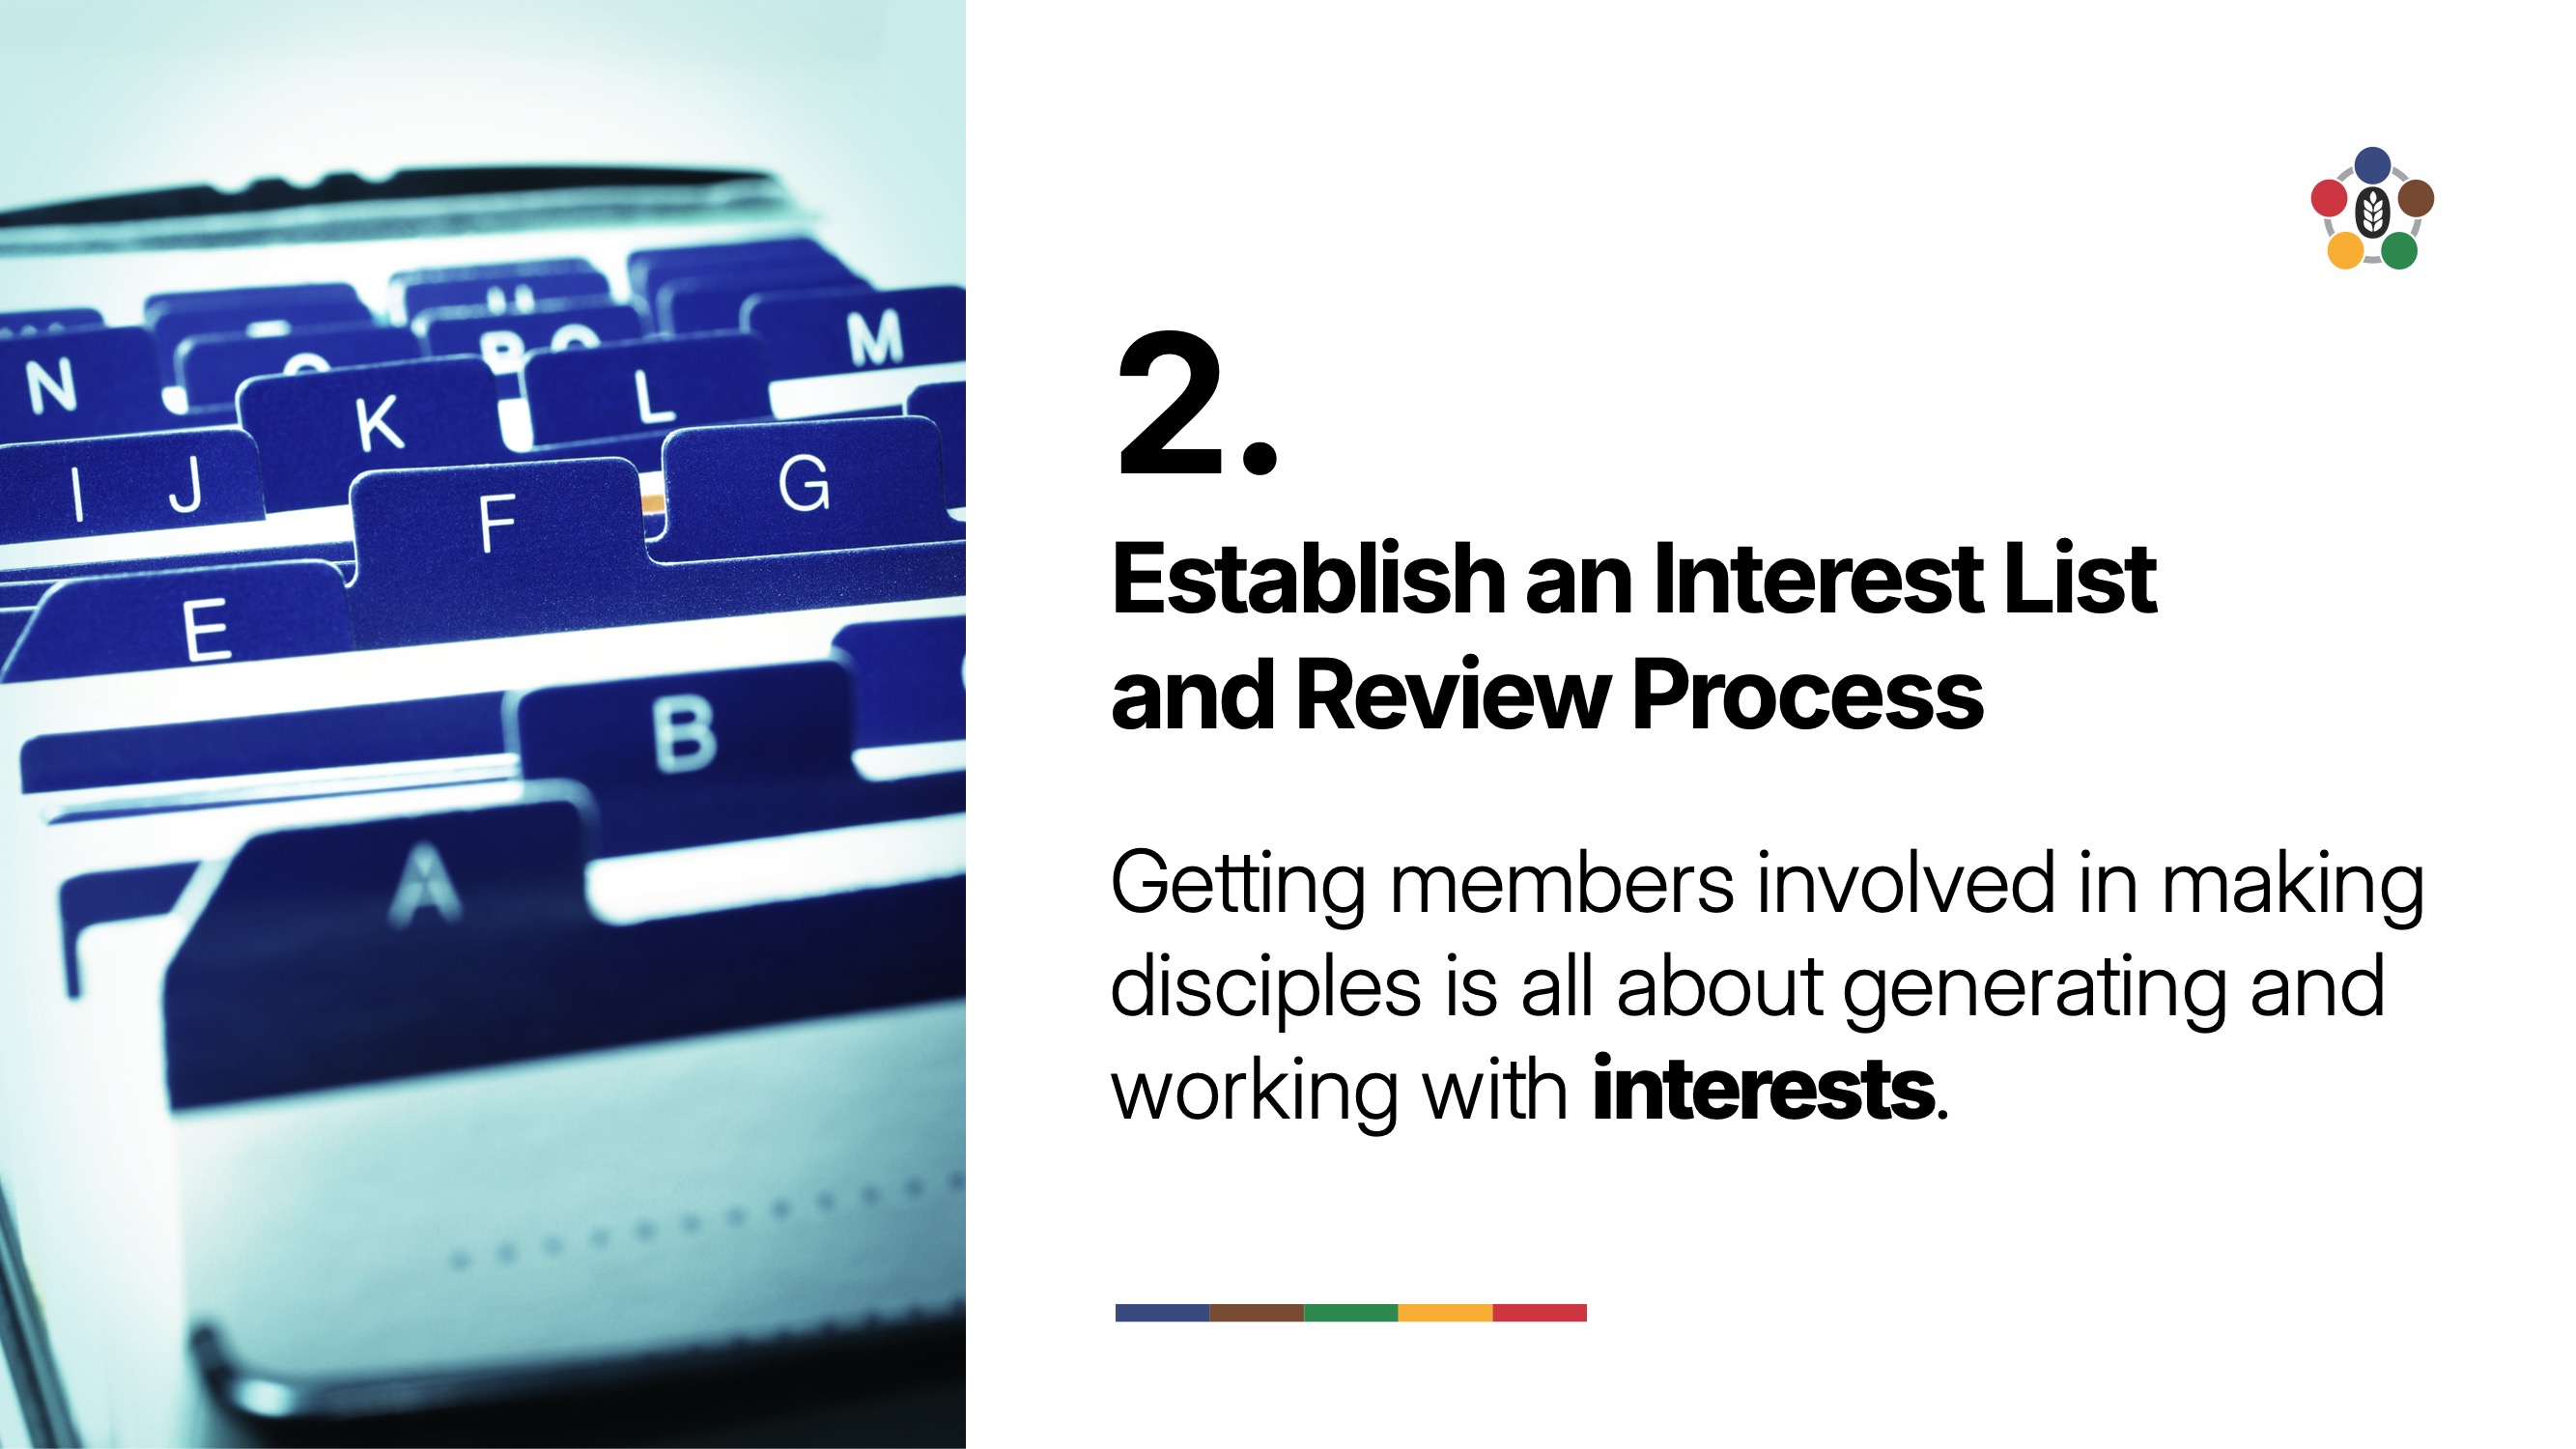 M
N
K
L
I J
F
G
E
B
A
2.
Establish an Interest List
and Review Process
Getting members involved in making
disciples is all about generating and
working with interests.